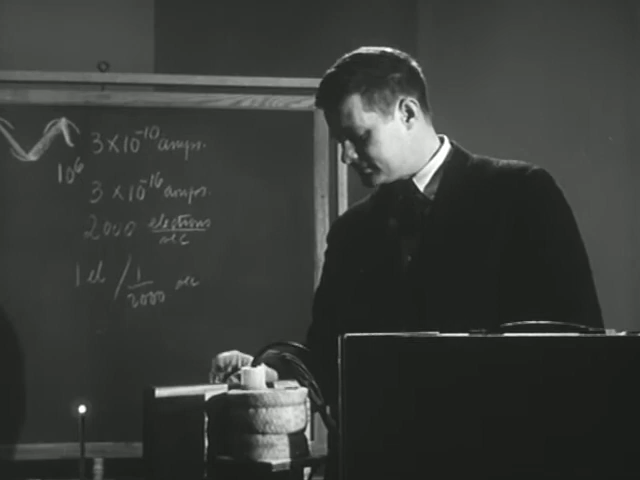 3×10⁻¹⁰ amps.
10⁶
3×10⁻¹⁶ amps.
2000 electrons/sec
1 el / 1/2000 sec